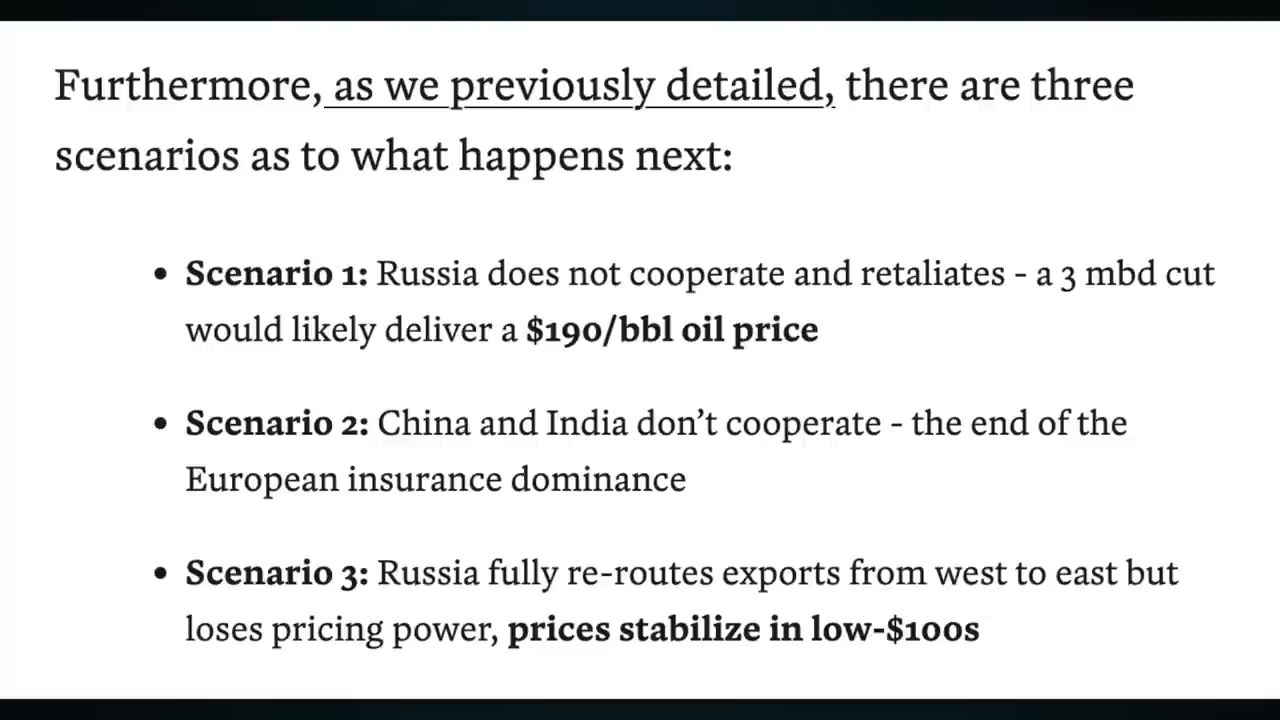 Furthermore, as we previously detailed, there are three
scenarios as to what happens next:
• Scenario 1: Russia does not cooperate and retaliates - a 3 mbd cut
would likely deliver a $190/bbl oil price
• Scenario 2: China and India don’t cooperate - the end of the
European insurance dominance
• Scenario 3: Russia fully re-routes exports from west to east but
loses pricing power, prices stabilize in low-$100s